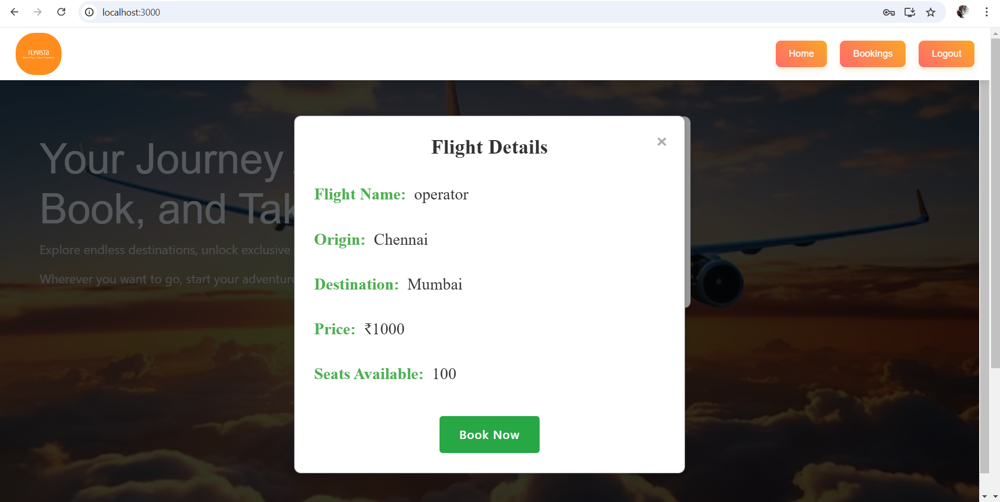 localhost:3000
FLYVISTA
Home
Bookings
Logout
Your Journey
Book, and Tak
Explore endless destinations, unlock exclusive
Wherever you want to go, start your adventure
Flight Details
×
Flight Name: operator
Origin: Chennai
Destination: Mumbai
Price: ₹1000
Seats Available: 100
Book Now